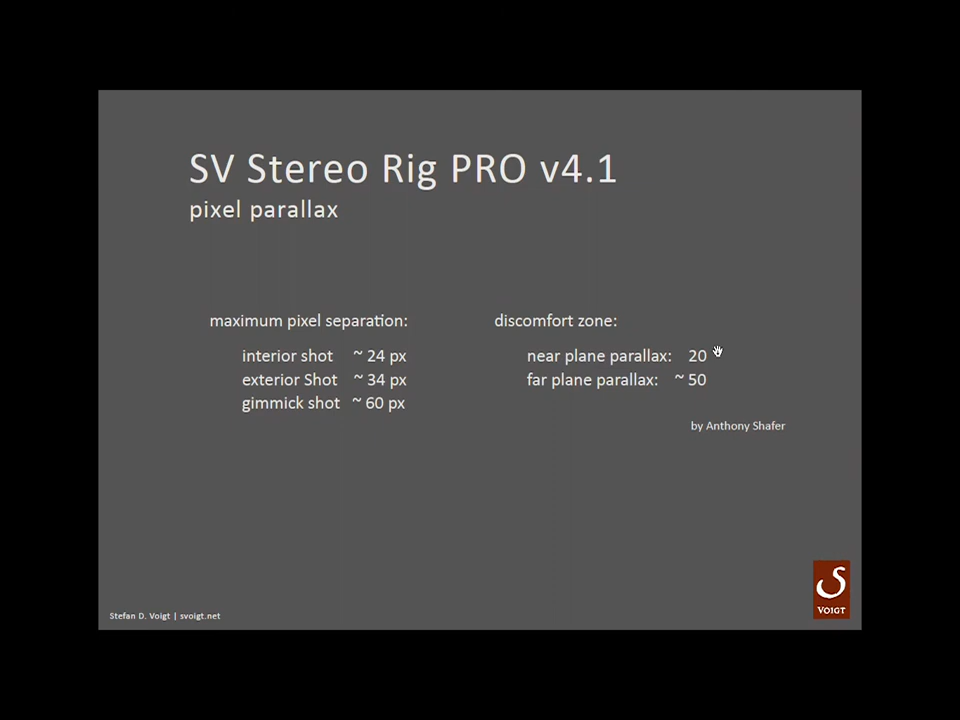 SV Stereo Rig PRO v4.1
pixel parallax
maximum pixel separation:
interior shot ~ 24 px
exterior Shot ~ 34 px
gimmick shot ~ 60 px
discomfort zone:
near plane parallax: 20
far plane parallax: ~ 50
by Anthony Shafer
S
VOIGT
Stefan D. Voigt | svoigt.net